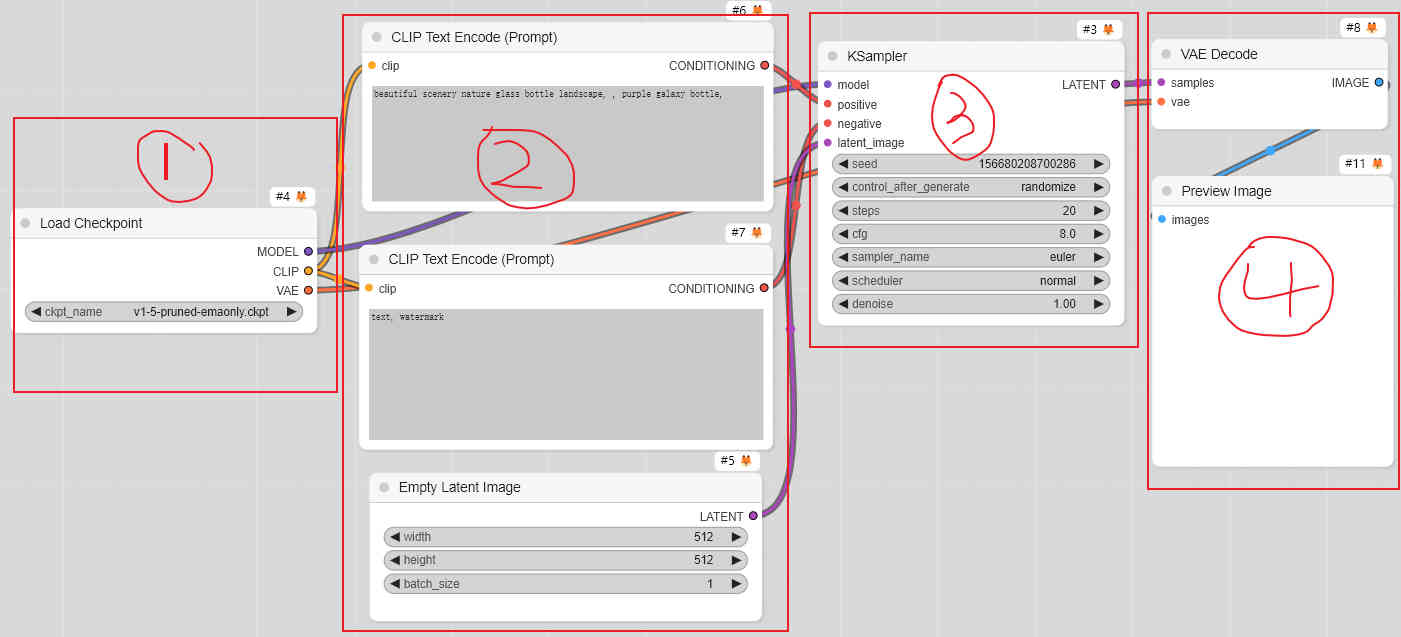 1
#4
Load Checkpoint
MODEL
CLIP
VAE
ckpt_name v1-5-pruned-emaonly.ckpt
2
#6
CLIP Text Encode (Prompt)
clip CONDITIONING
beautiful scenery nature glass bottle landscape, , purple galaxy bottle,
#7
CLIP Text Encode (Prompt)
clip CONDITIONING
text, watermark
#5
Empty Latent Image
LATENT
width 512
height 512
batch_size 1
3
#3
KSampler
model LATENT
positive
negative
latent_image
seed 156680208700286
control_after_generate randomize
steps 20
cfg 8.0
sampler_name euler
scheduler normal
denoise 1.00
#8
VAE Decode
samples IMAGE
vae
#11
Preview Image
images
4